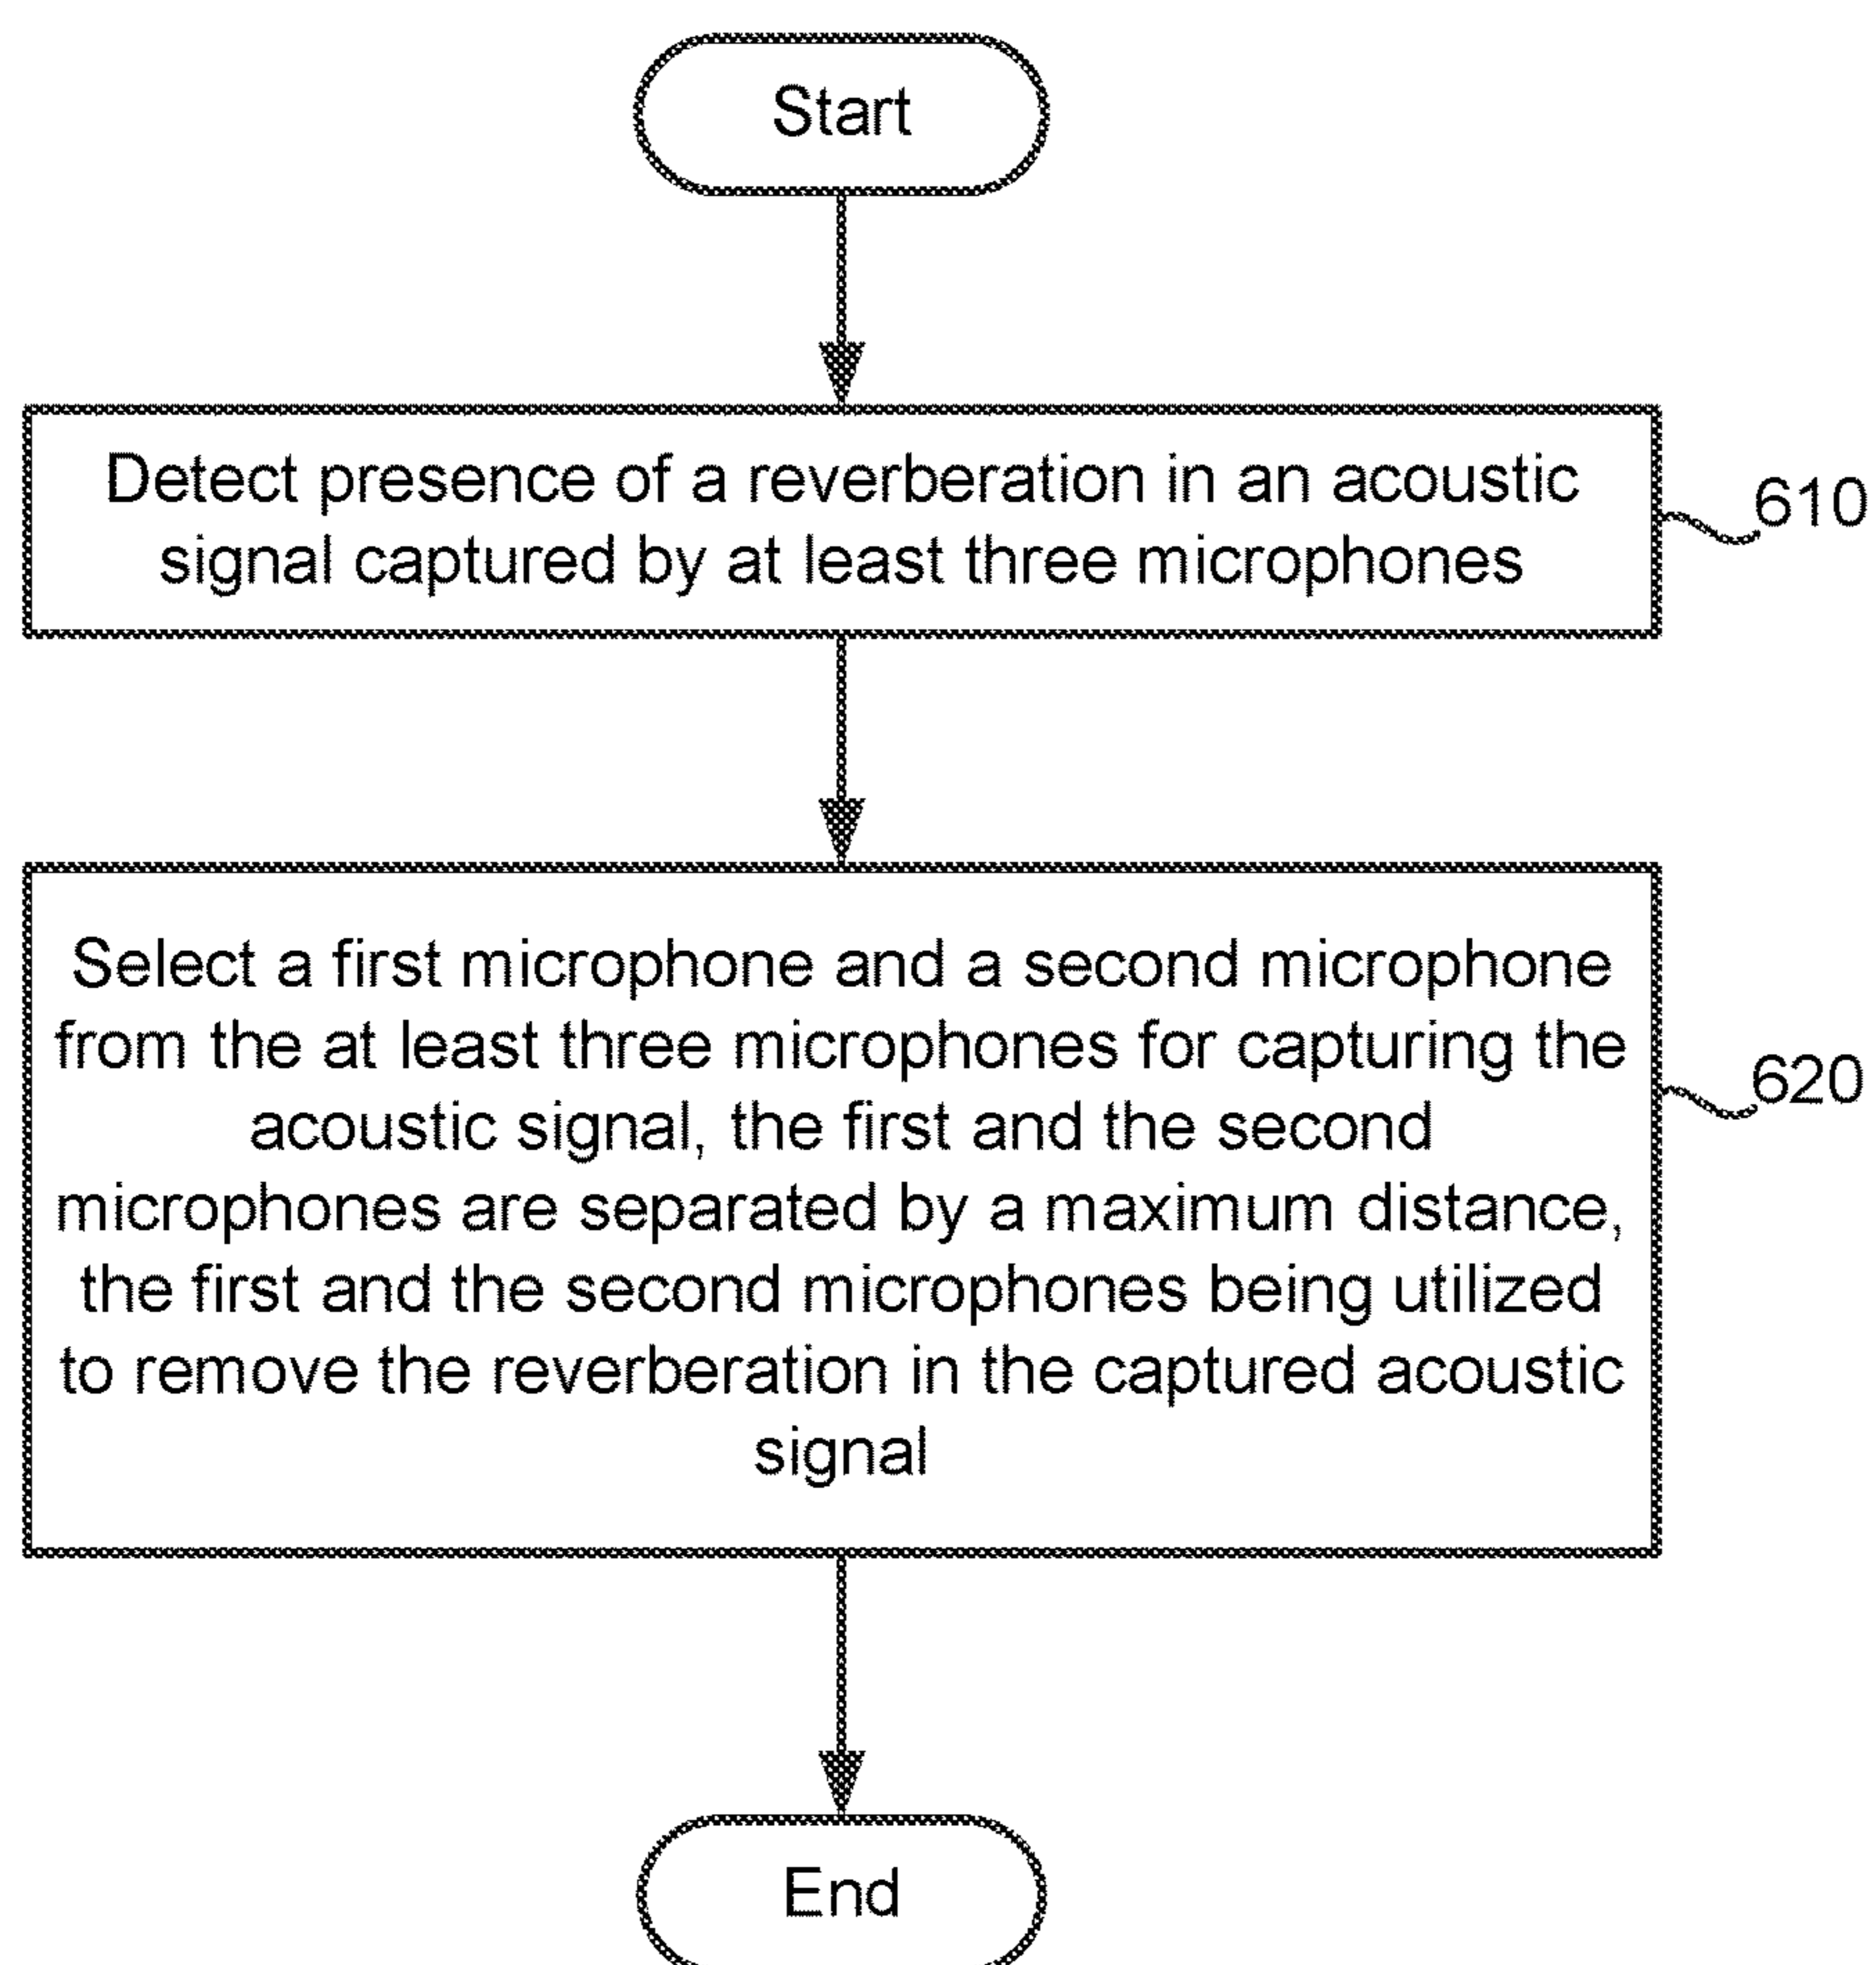 Start
Detect presence of a reverberation in an acoustic
signal captured by at least three microphones
610
Select a first microphone and a second microphone
from the at least three microphones for capturing the
acoustic signal, the first and the second
microphones are separated by a maximum distance,
the first and the second microphones being utilized
to remove the reverberation in the captured acoustic
signal
620
End